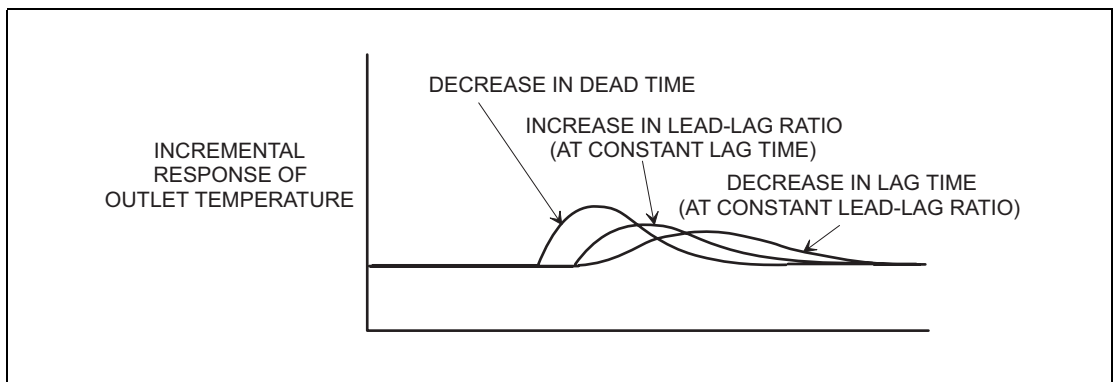 DECREASE IN DEAD TIME
INCREASE IN LEAD-LAG RATIO
(AT CONSTANT LAG TIME)
INCREMENTAL
RESPONSE OF
OUTLET TEMPERATURE
DECREASE IN LAG TIME
(AT CONSTANT LEAD-LAG RATIO)